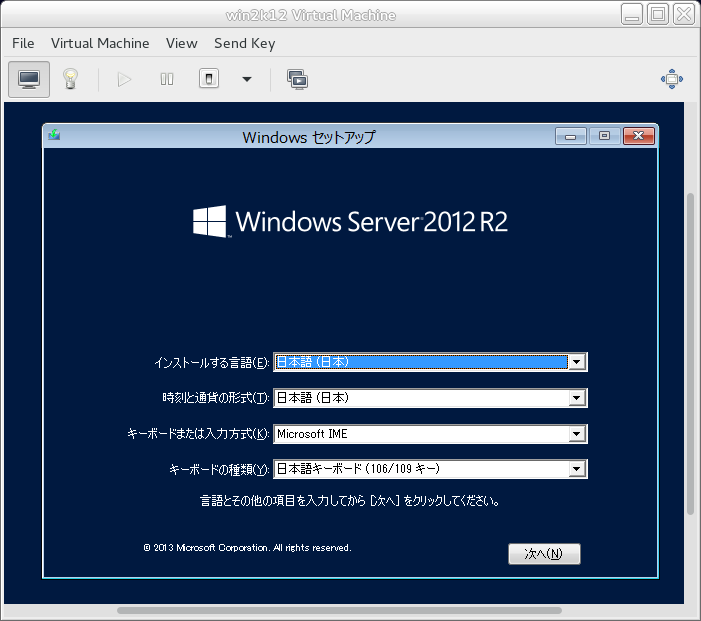 win2k12 Virtual Machine
File Virtual Machine View Send Key
Windows セットアップ
Windows Server 2012 R2
インストールする言語(E): 日本語 (日本)
時刻と通貨の形式(T): 日本語 (日本)
キーボードまたは入力方式(K): Microsoft IME
キーボードの種類(Y): 日本語キーボード (106/109 キー)
言語とその他の項目を入力してから [次へ] をクリックしてください。
© 2013 Microsoft Corporation. All rights reserved.
次へ(N)